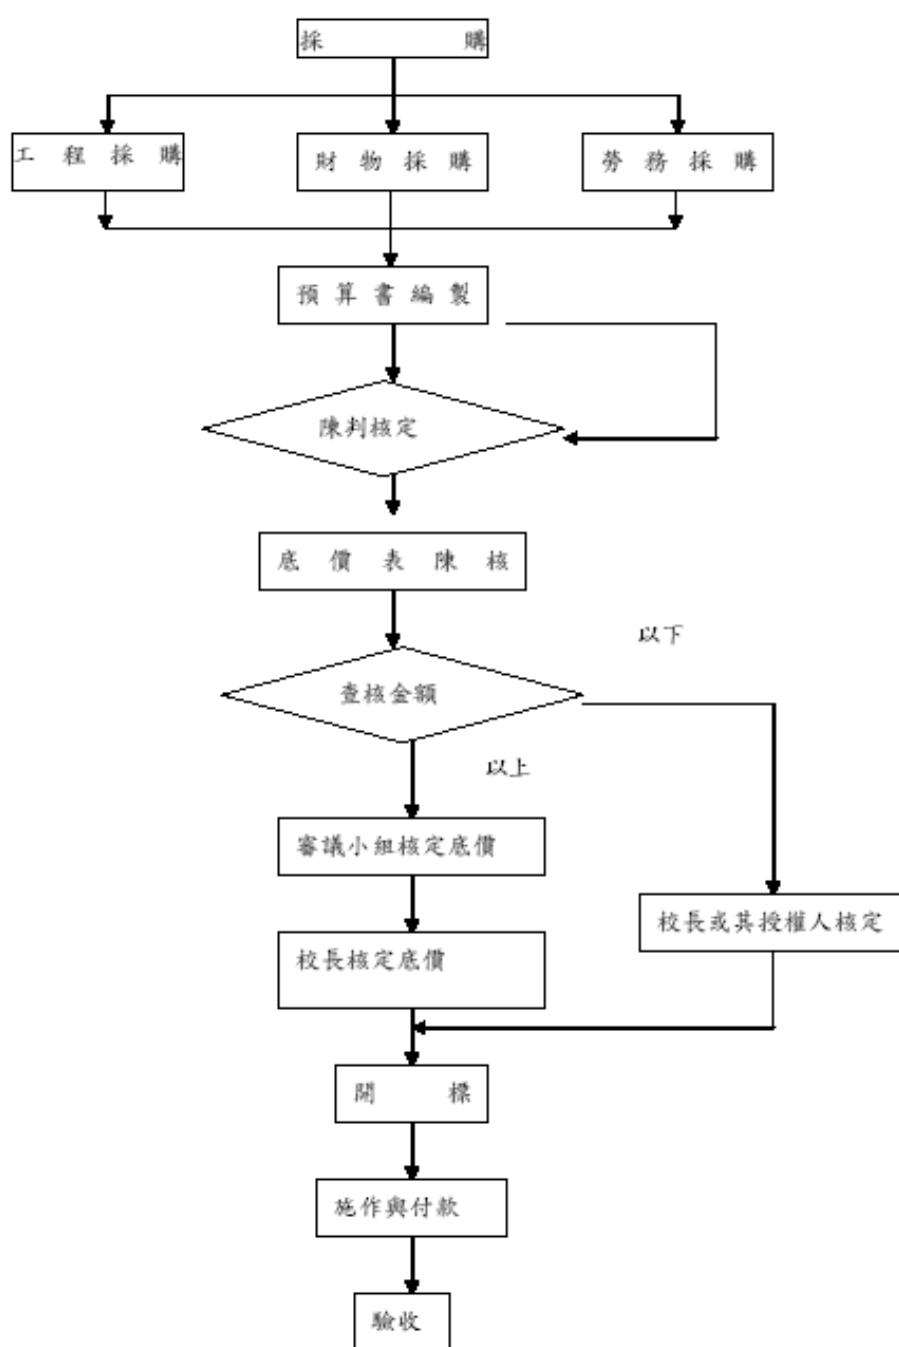 採購
工程採購
財物採購
勞務採購
預算書編製
陳判核定
底價表陳核
以下
查核金額
以上
審議小組核定底價
校長或其授權人核定
校長核定底價
開標
施作與付款
驗收